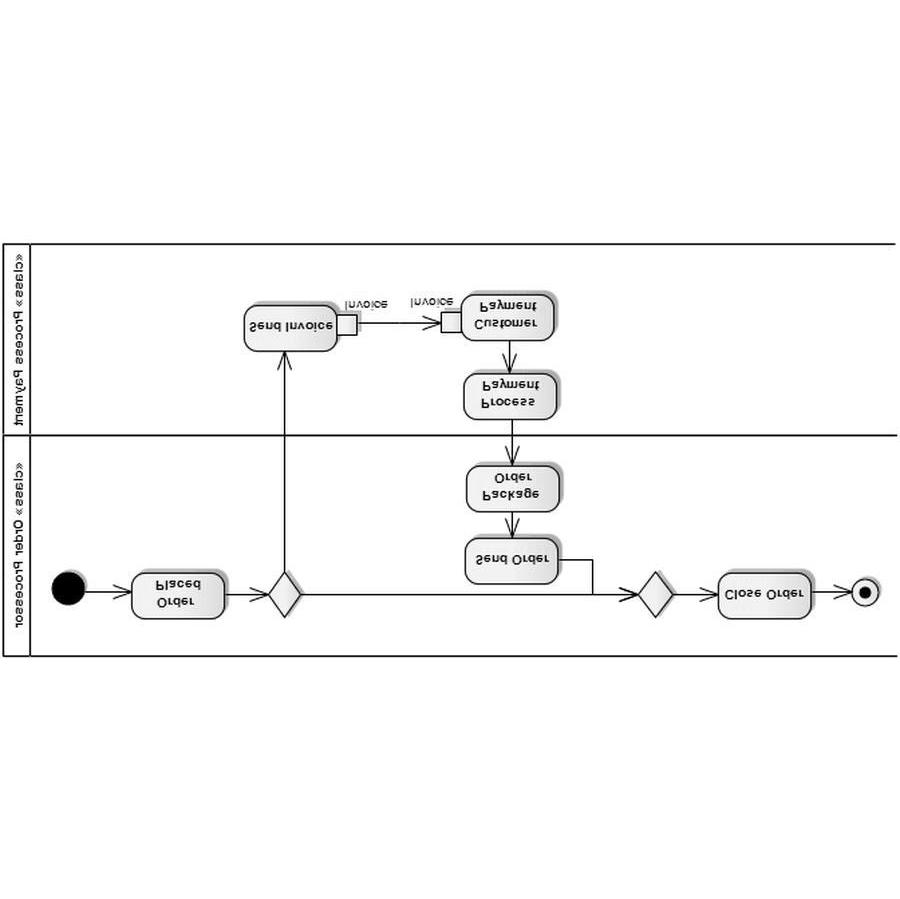 «class» Process Payment
Invoice
Invoice
Send Invoice
Customer
Payment
Process
Payment
«class» Order Processor
Package
Order
Send Order
Order
Placed
Close Order